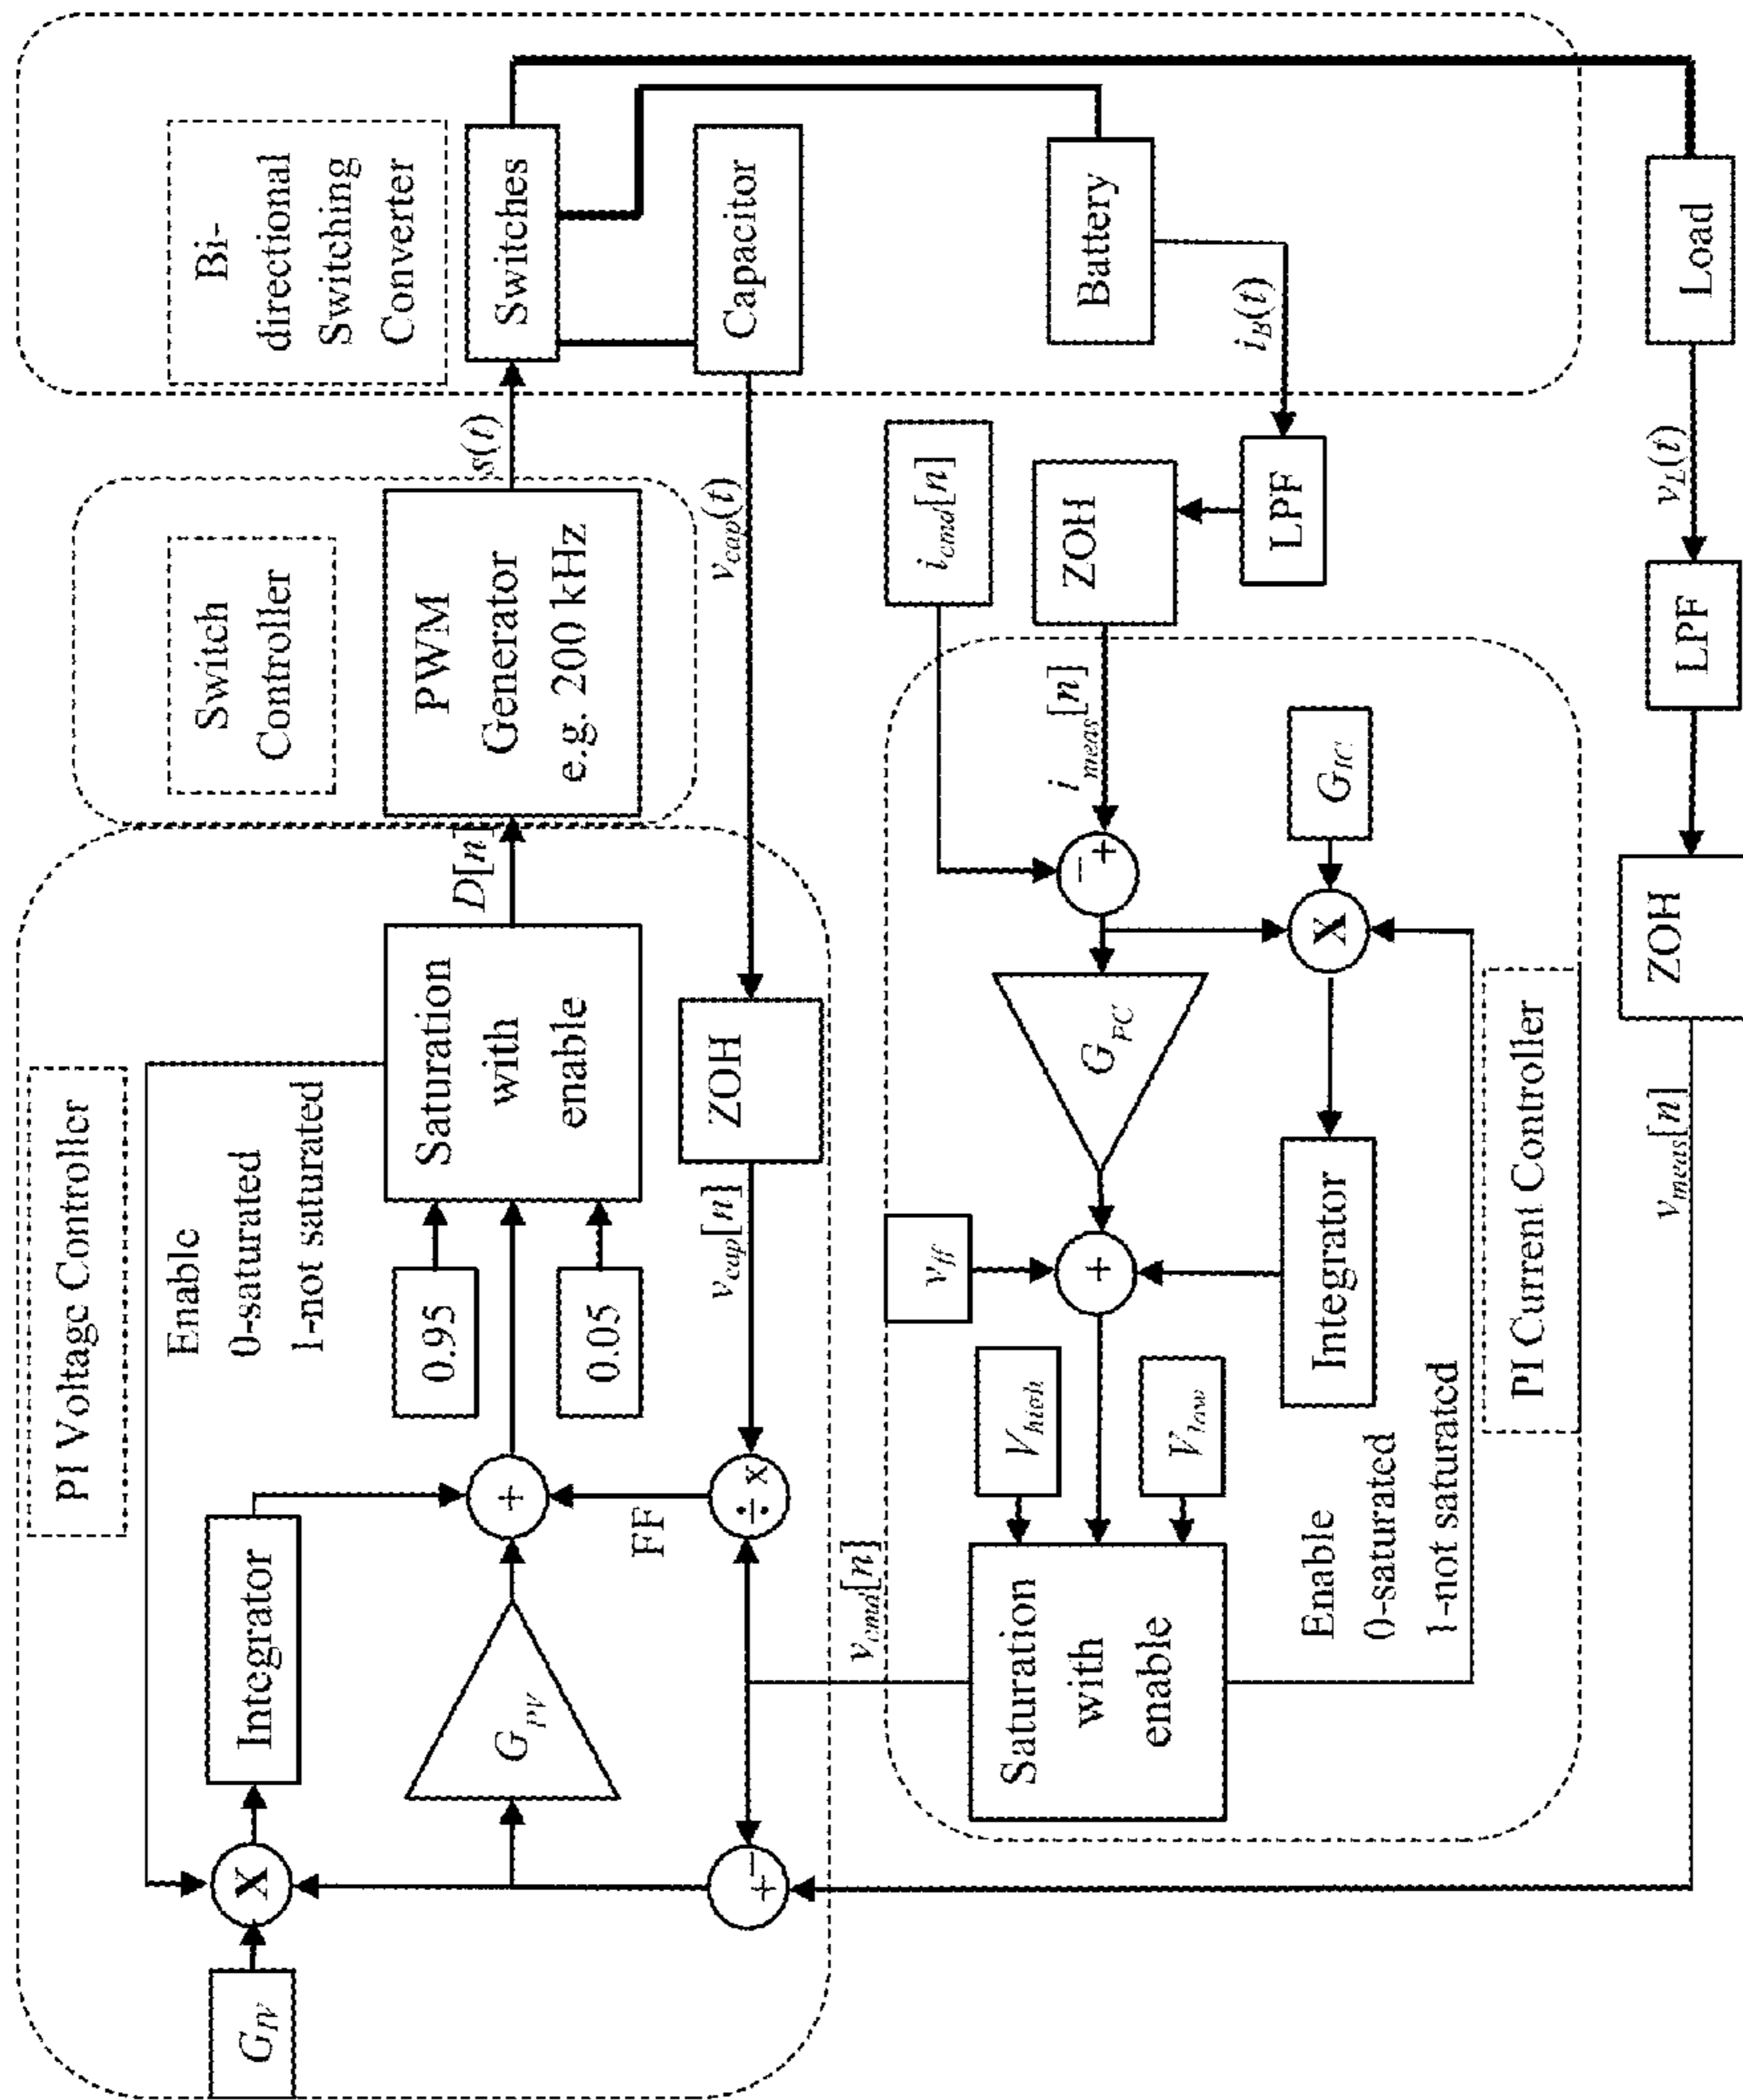 PI Voltage Controller
G_IV
X
Integrator
Enable
0-saturated
1-not saturated
G_PV
+
0.95
0.05
Saturation
with
enable
D[n]
Switch
Controller
PWM
Generator
e.g. 200 kHz
s(t)
Bi-
directional
Switching
Converter
Switches
Capacitor
+
-
÷
x
FF
v_cap[n]
ZOH
v_cap(t)
v_cmd[n]
Saturation
with
enable
V_high
V_low
v_ff
+
G_PC
-
+
i_cmd[n]
i_meas[n]
ZOH
LPF
i_B(t)
Battery
Enable
0-saturated
1-not saturated
Integrator
X
G_IC
PI Current Controller
v_meas[n]
ZOH
LPF
v_L(t)
Load